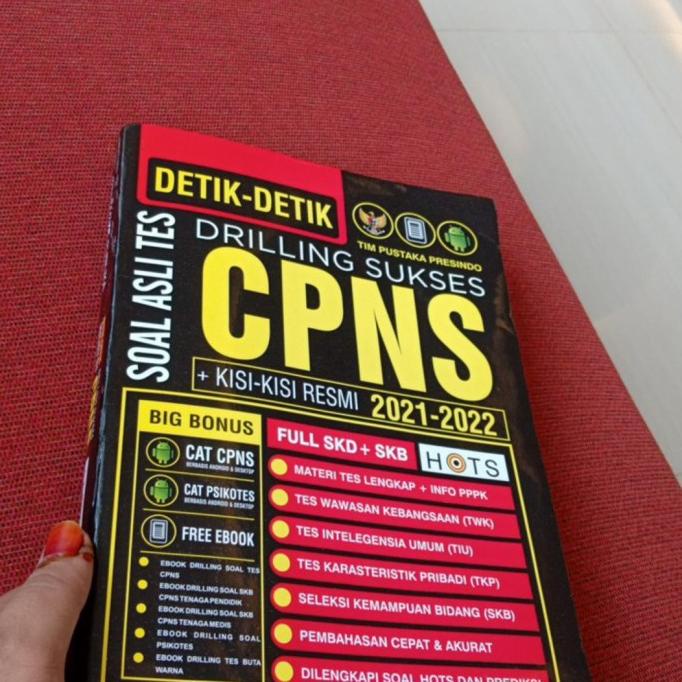 DETIK-DETIK
SOAL ASLI TES
TIM PUSTAKA PRESINDO
DRILLING SUKSES
CPNS
+ KISI-KISI RESMI 2021-2022
BIG BONUS
CAT CPNS
BERBASIS ANDROID & DESKTOP
CAT PSIKOTES
BERBASIS ANDROID & DESKTOP
FREE EBOOK
EBOOK DRILLING SOAL TES
CPNS
EBOOK DRILLING SOAL SKB
CPNS TENAGA PENDIDIK
EBOOK DRILLING SOAL SKB
CPNS TENAGA MEDIS
EBOOK DRILLING SOAL
PSIKOTES
EBOOK DRILLING TES BUTA
WARNA
FULL SKD + SKB
HOTS
MATERI TES LENGKAP + INFO PPPK
TES WAWASAN KEBANGSAAN (TWK)
TES INTELEGENSIA UMUM (TIU)
TES KARASTERISTIK PRIBADI (TKP)
SELEKSI KEMAMPUAN BIDANG (SKB)
PEMBAHASAN CEPAT & AKURAT
DILENGKAPI SOAL HOTS DAN PREDIKSI